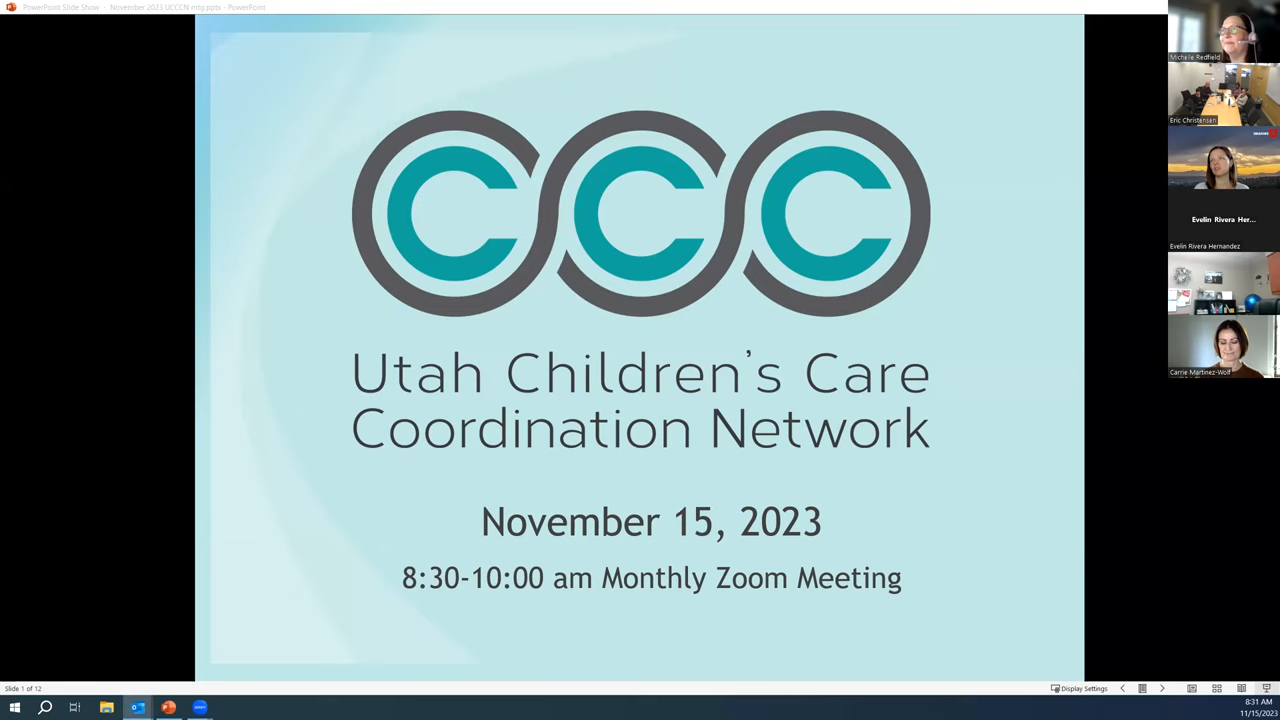 PowerPoint Slide Show - November 2023 UCCCN mtg.pptx - PowerPoint
CCC
Utah Children's Care
Coordination Network
November 15, 2023
8:30-10:00 am Monthly Zoom Meeting
Michelle Redfield
Eric Christensen
Evelin Rivera Her...
Evelin Rivera Hernandez
Carrie Martinez-Wolf
Slide 1 of 12
Display Settings
zoom
8:31 AM
11/15/2023